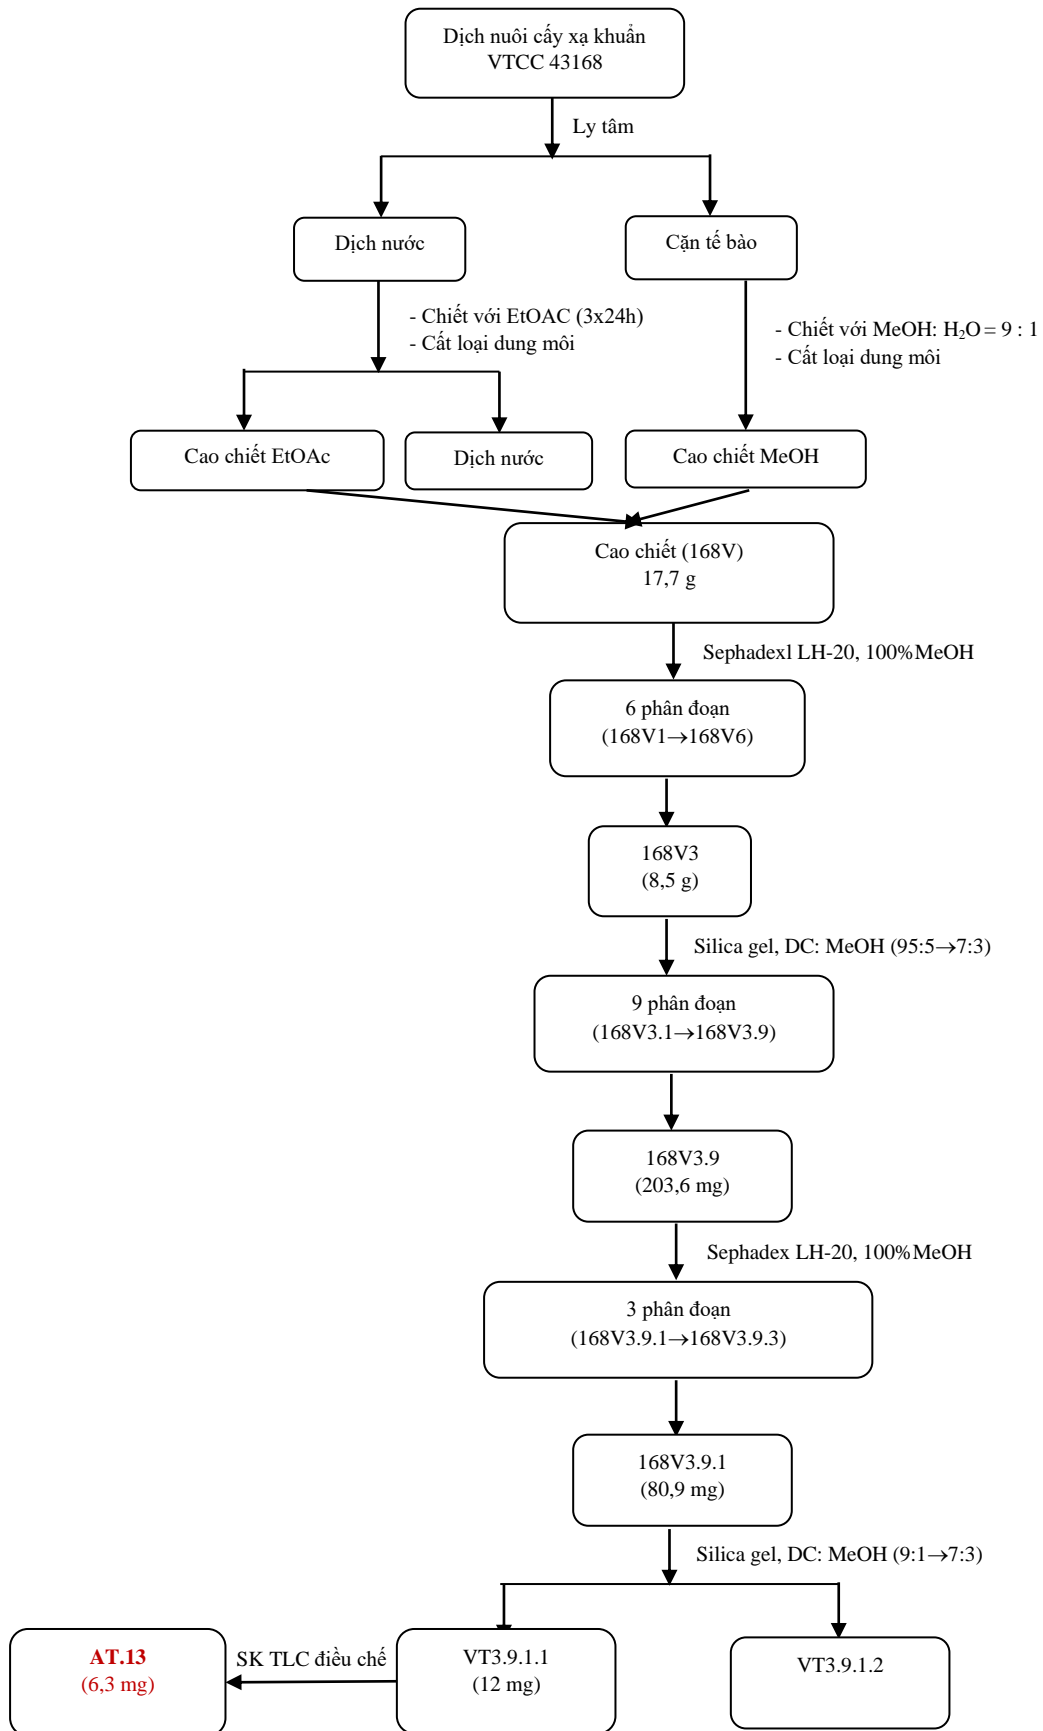 Dịch nuôi cấy xạ khuẩn
VTCC 43168
Ly tâm
Dịch nước
Cặn tế bào
- Chiết với EtOAC (3x24h)
- Cất loại dung môi
- Chiết với MeOH: H₂O = 9 : 1
- Cất loại dung môi
Cao chiết EtOAc
Dịch nước
Cao chiết MeOH
Cao chiết (168V)
17,7 g
Sephadexl LH-20, 100%MeOH
6 phân đoạn
(168V1→168V6)
168V3
(8,5 g)
Silica gel, DC: MeOH (95:5→7:3)
9 phân đoạn
(168V3.1→168V3.9)
168V3.9
(203,6 mg)
Sephadex LH-20, 100%MeOH
3 phân đoạn
(168V3.9.1→168V3.9.3)
168V3.9.1
(80,9 mg)
Silica gel, DC: MeOH (9:1→7:3)
AT.13
(6,3 mg)
SK TLC điều chế
VT3.9.1.1
(12 mg)
VT3.9.1.2